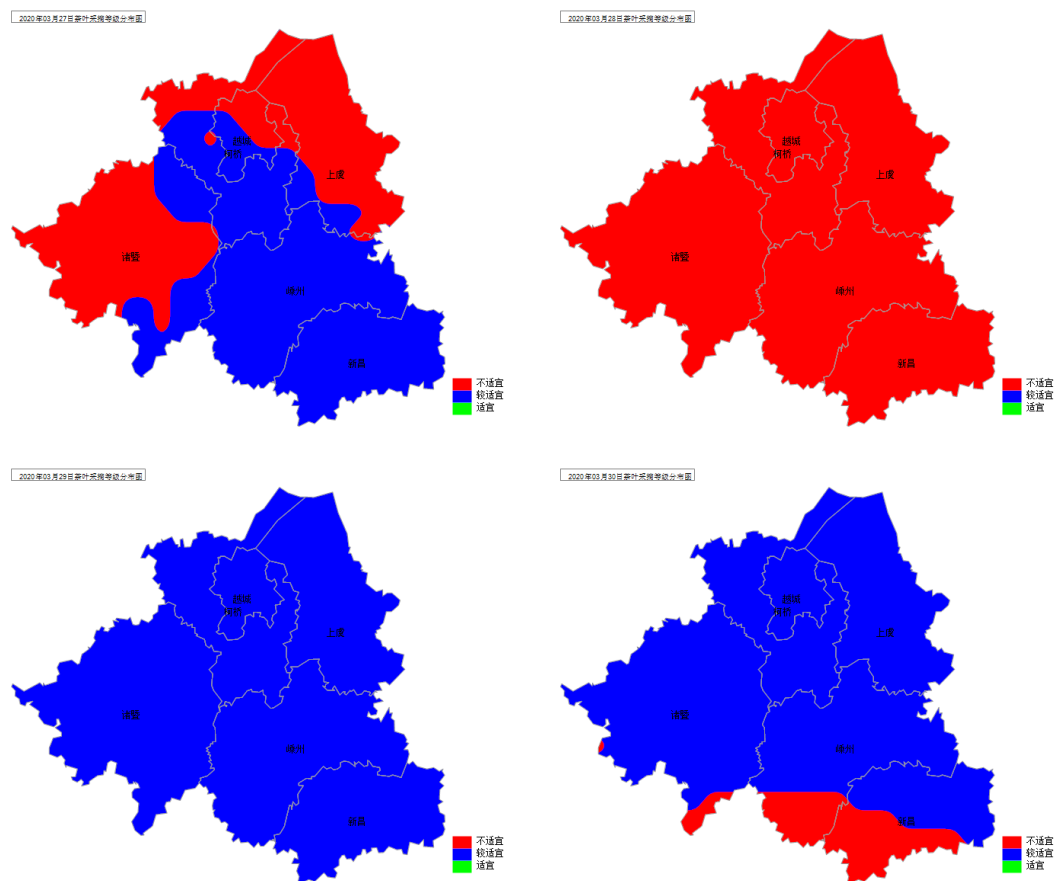 2020年03月27日茶叶采摘等级分布图
越城
柯桥
上虞
诸暨
嵊州
新昌
不适宜
较适宜
适宜
2020年03月28日茶叶采摘等级分布图
越城
柯桥
上虞
诸暨
嵊州
新昌
不适宜
较适宜
适宜
2020年03月29日茶叶采摘等级分布图
越城
柯桥
上虞
诸暨
嵊州
新昌
不适宜
较适宜
适宜
2020年03月30日茶叶采摘等级分布图
越城
柯桥
上虞
诸暨
嵊州
新昌
不适宜
较适宜
适宜